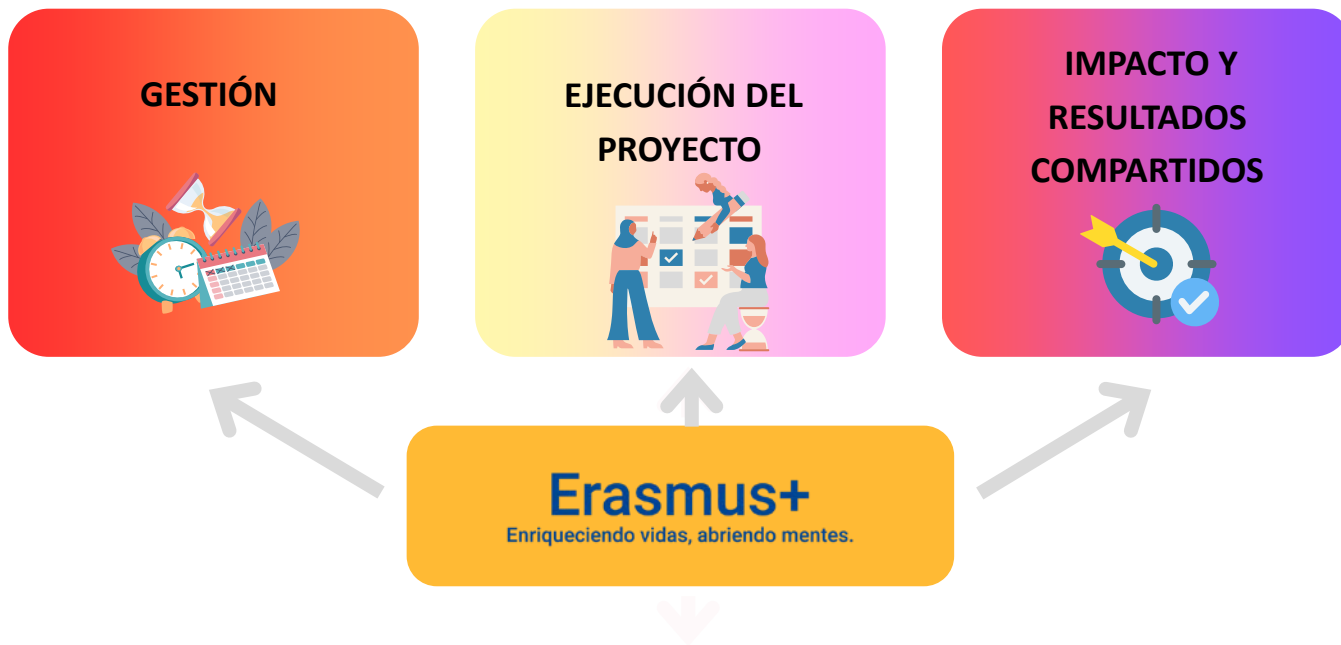 GESTIÓN
EJECUCIÓN DEL
PROYECTO
IMPACTO Y
RESULTADOS
COMPARTIDOS
Erasmus+
Enriqueciendo vidas, abriendo mentes.